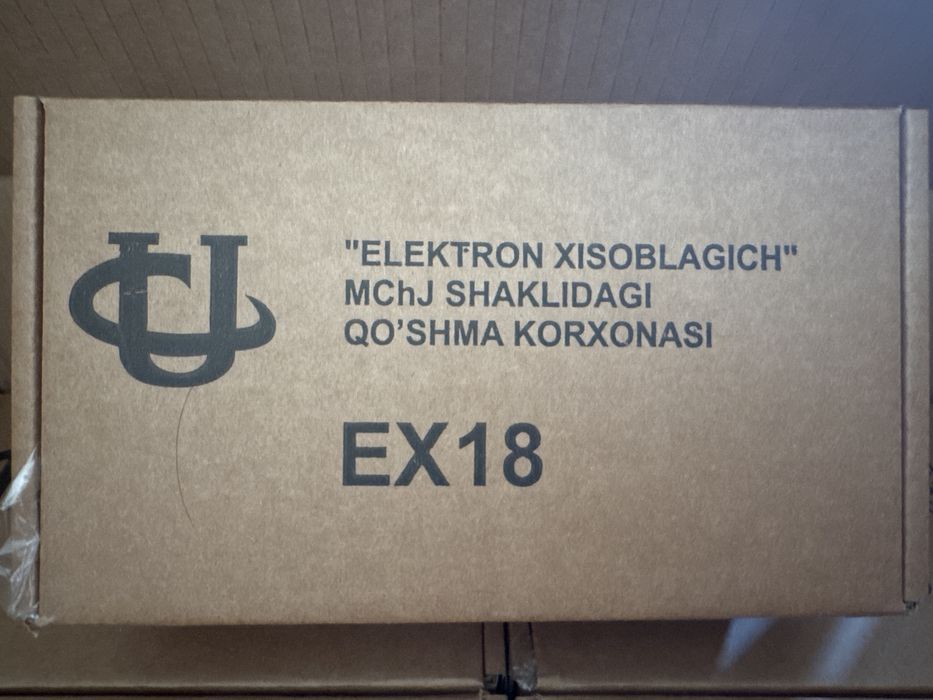 "ELEKTRON XISOBLAGICH"
MChJ SHAKLIDAGI
QO’SHMA KORXONASI
EX18